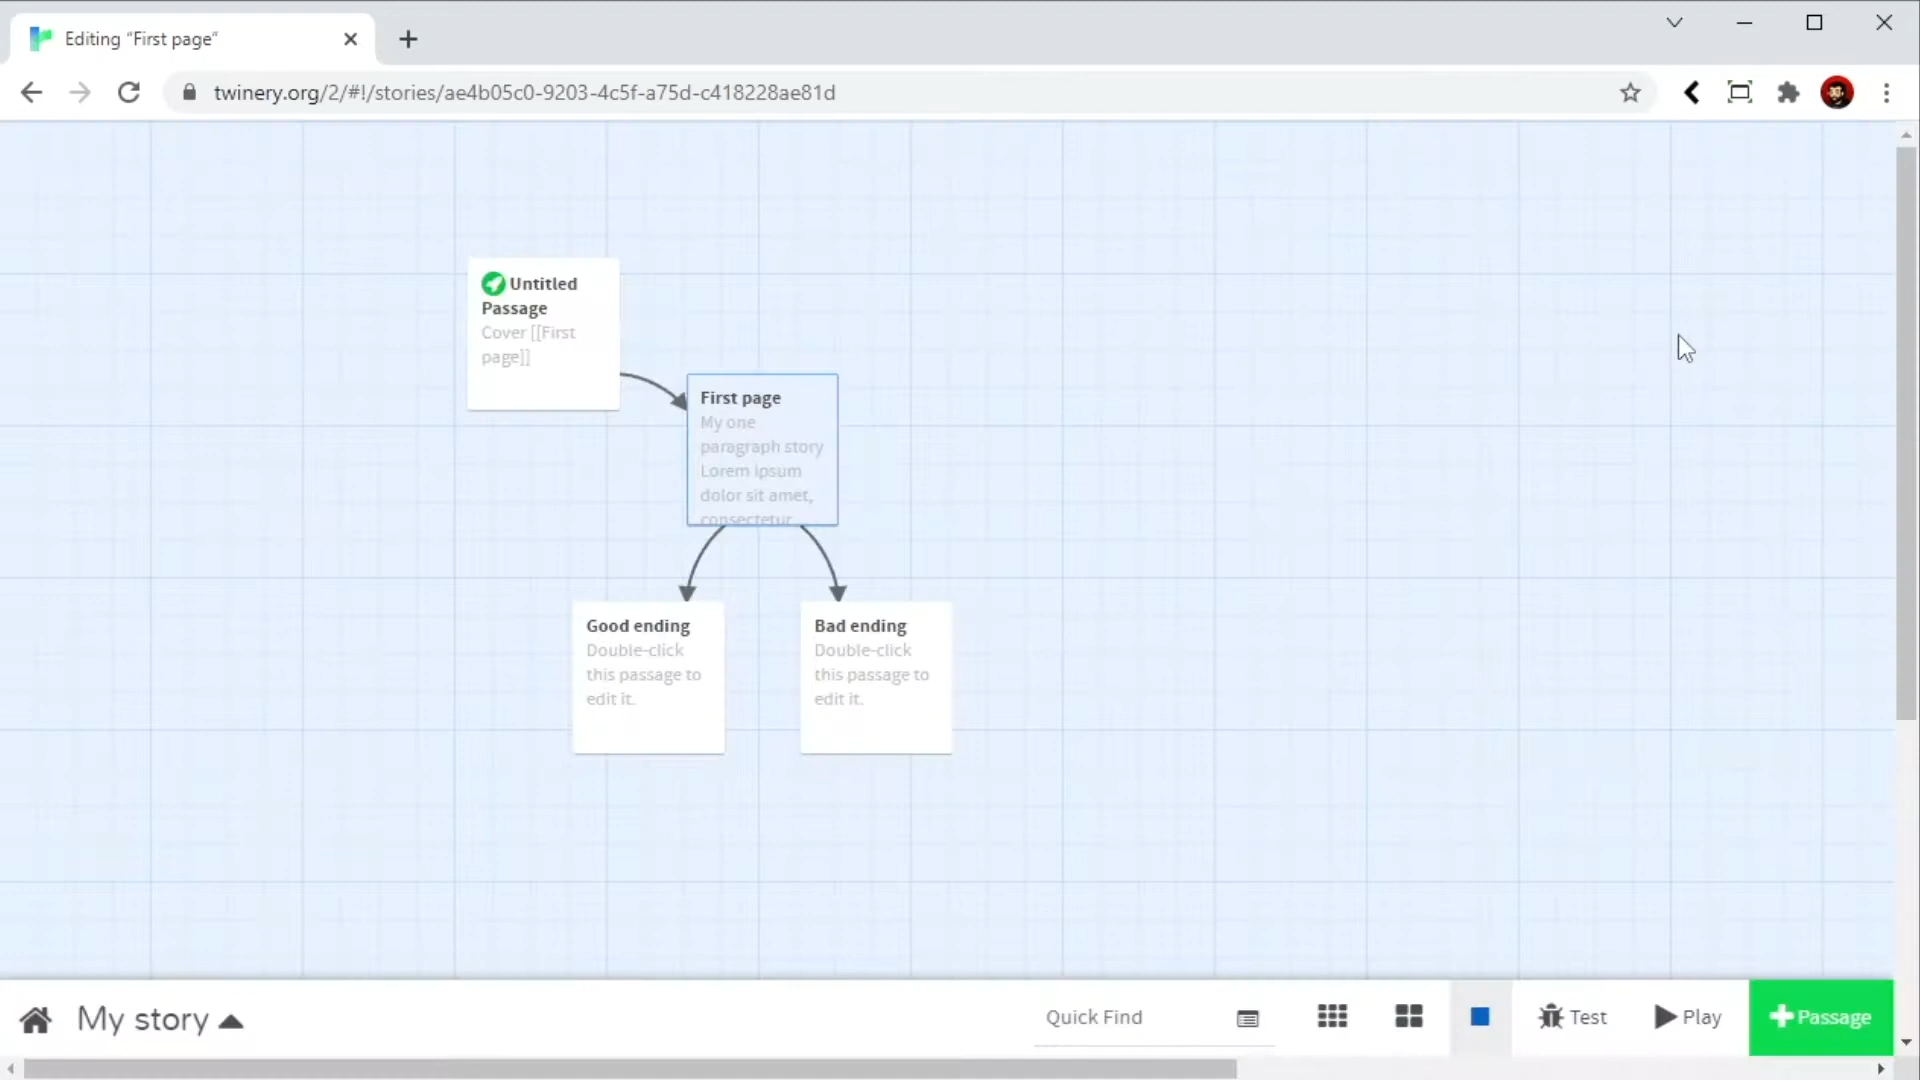 Editing “First page”
twinery.org/2/#!/stories/ae4b05c0-9203-4c5f-a75d-c418228ae81d
Untitled
Passage
Cover [[First
page]]
First page
My one
paragraph story
Lorem ipsum
dolor sit amet,
consectetur
Good ending
Double-click
this passage to
edit it.
Bad ending
Double-click
this passage to
edit it.
My story
Quick Find
Test
Play
Passage